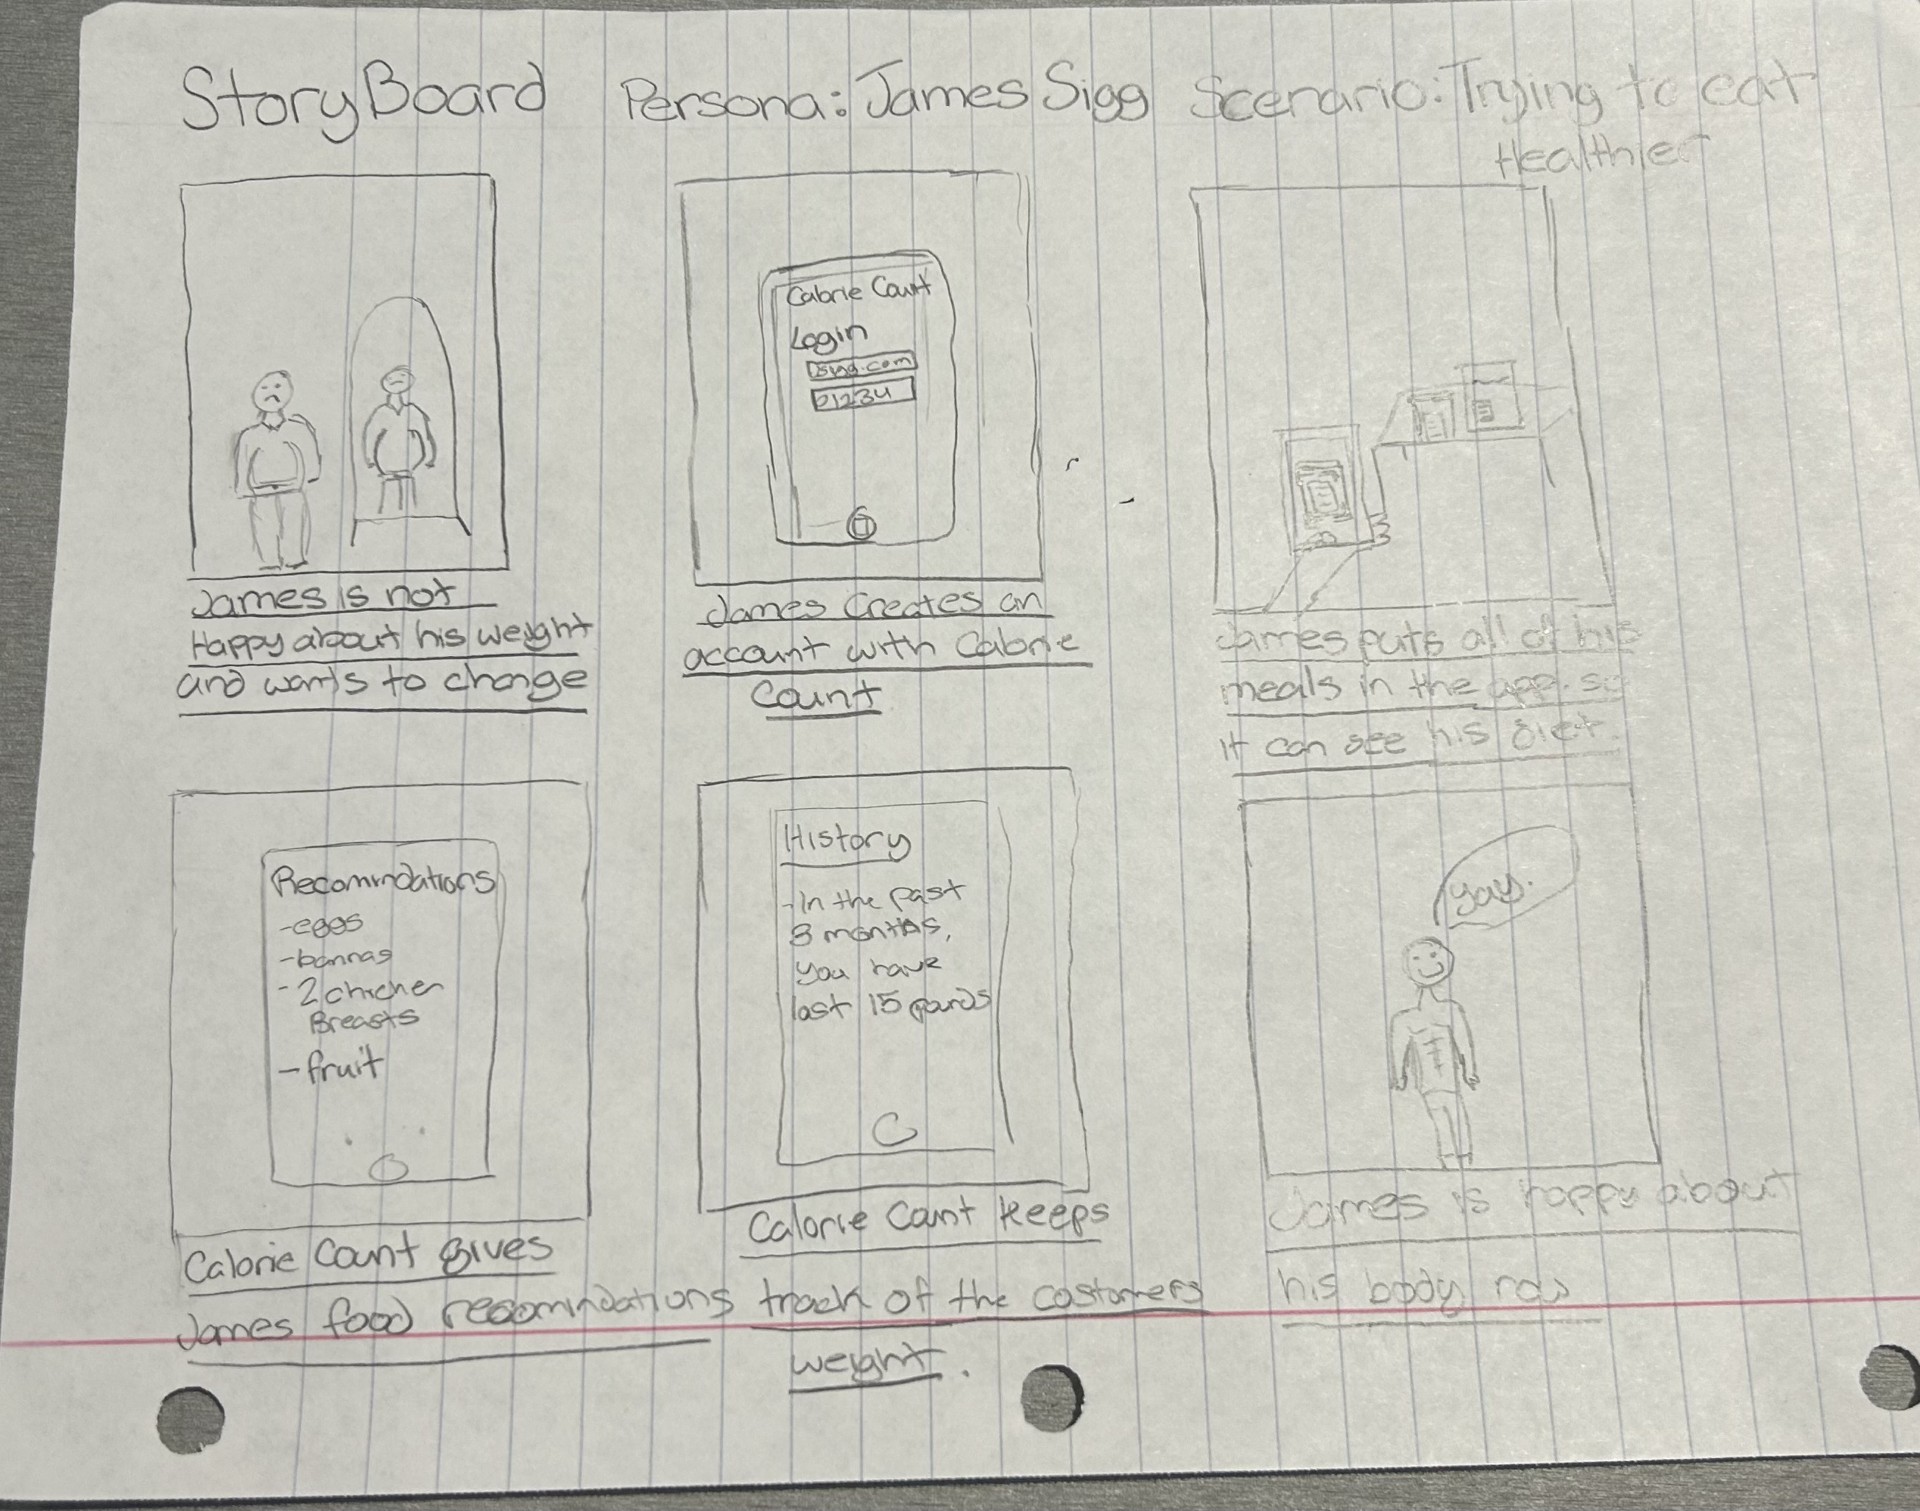 StoryBoard Persona: James Sigg Scenario: Trying to eat
Healthier
Calorie Count
Login
01234
James is not
Happy about his weight
and wants to change
James Creates an
account with Calorie
Count
James puts all of his
meals in the app so
it can see his diet.
Recommndations
-eggs
-bannas
-2 chicken
Breasts
-fruit
Calorie Count gives
James food recomindations
History
-In the past
3 months,
you have
lost 15 pounds
Calorie Count keeps
track of the costomers
weight.
yay.
James is happy about
his body now